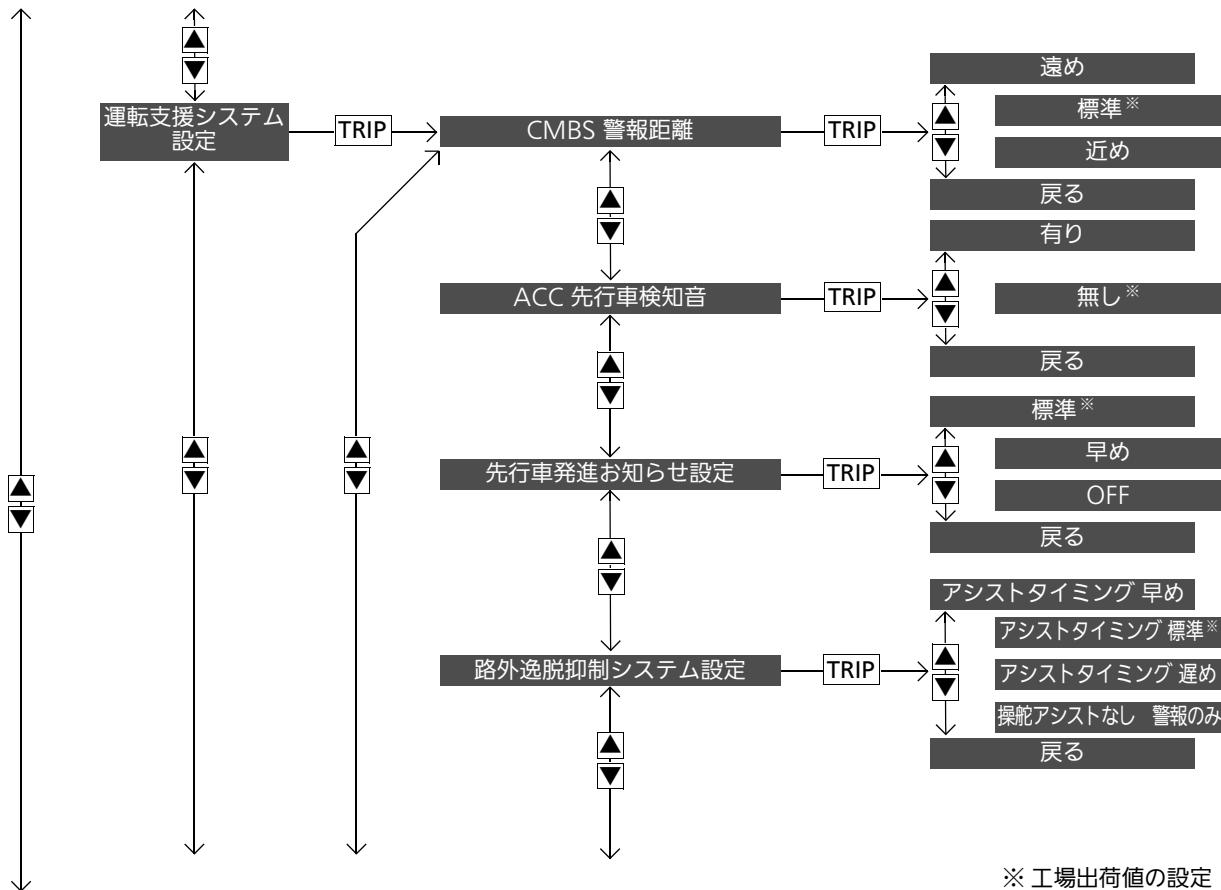 遠め
運転支援システム
設定
TRIP
CMBS 警報距離
TRIP
標準※
近め
戻る
有り
ACC 先行車検知音
TRIP
無し※
戻る
標準※
先行車発進お知らせ設定
TRIP
早め
OFF
戻る
アシストタイミング 早め
アシストタイミング 標準※
路外逸脱抑制システム設定
TRIP
アシストタイミング 遅め
操舵アシストなし 警報のみ
戻る
※ 工場出荷値の設定